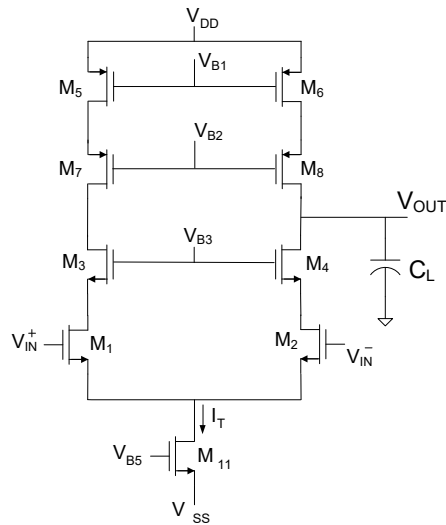 V_DD
V_B1
M_5
M_6
V_B2
M_7
M_8
V_OUT
V_B3
M_3
M_4
C_L
V_IN^+
M_1
M_2
V_IN^−
I_T
V_B5
M_11
V_SS